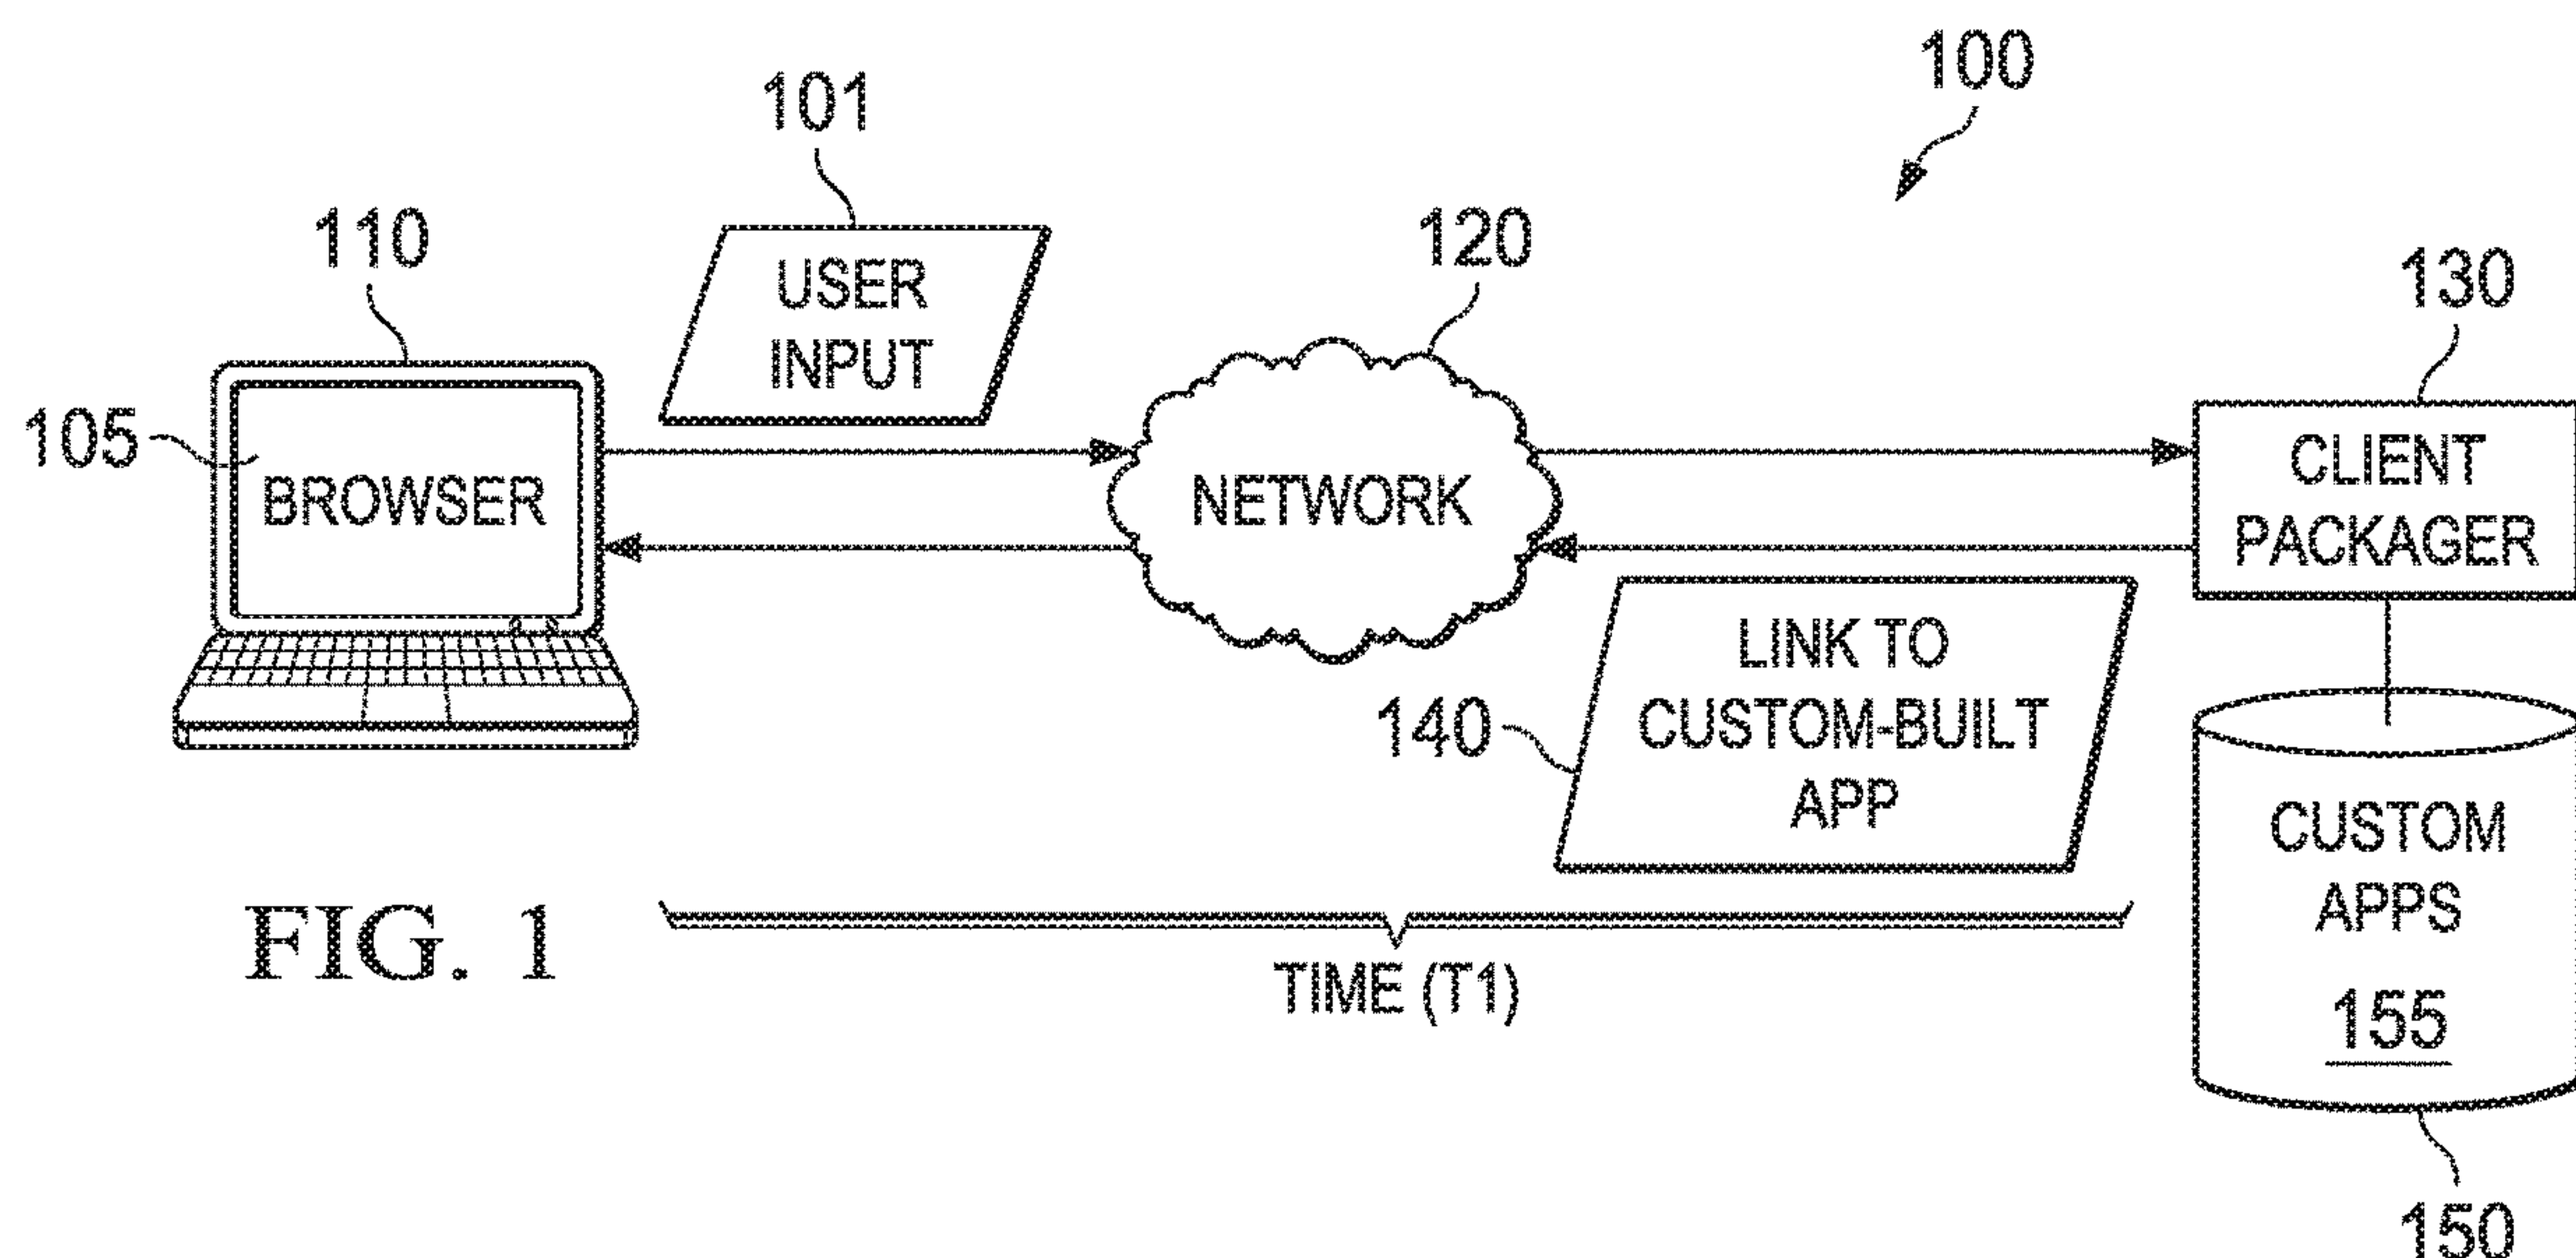 100
101
110
USER
INPUT
120
130
105
BROWSER
NETWORK
CLIENT
PACKAGER
140
LINK TO
CUSTOM-BUILT
APP
CUSTOM
APPS
155
FIG. 1
TIME (T1)
150